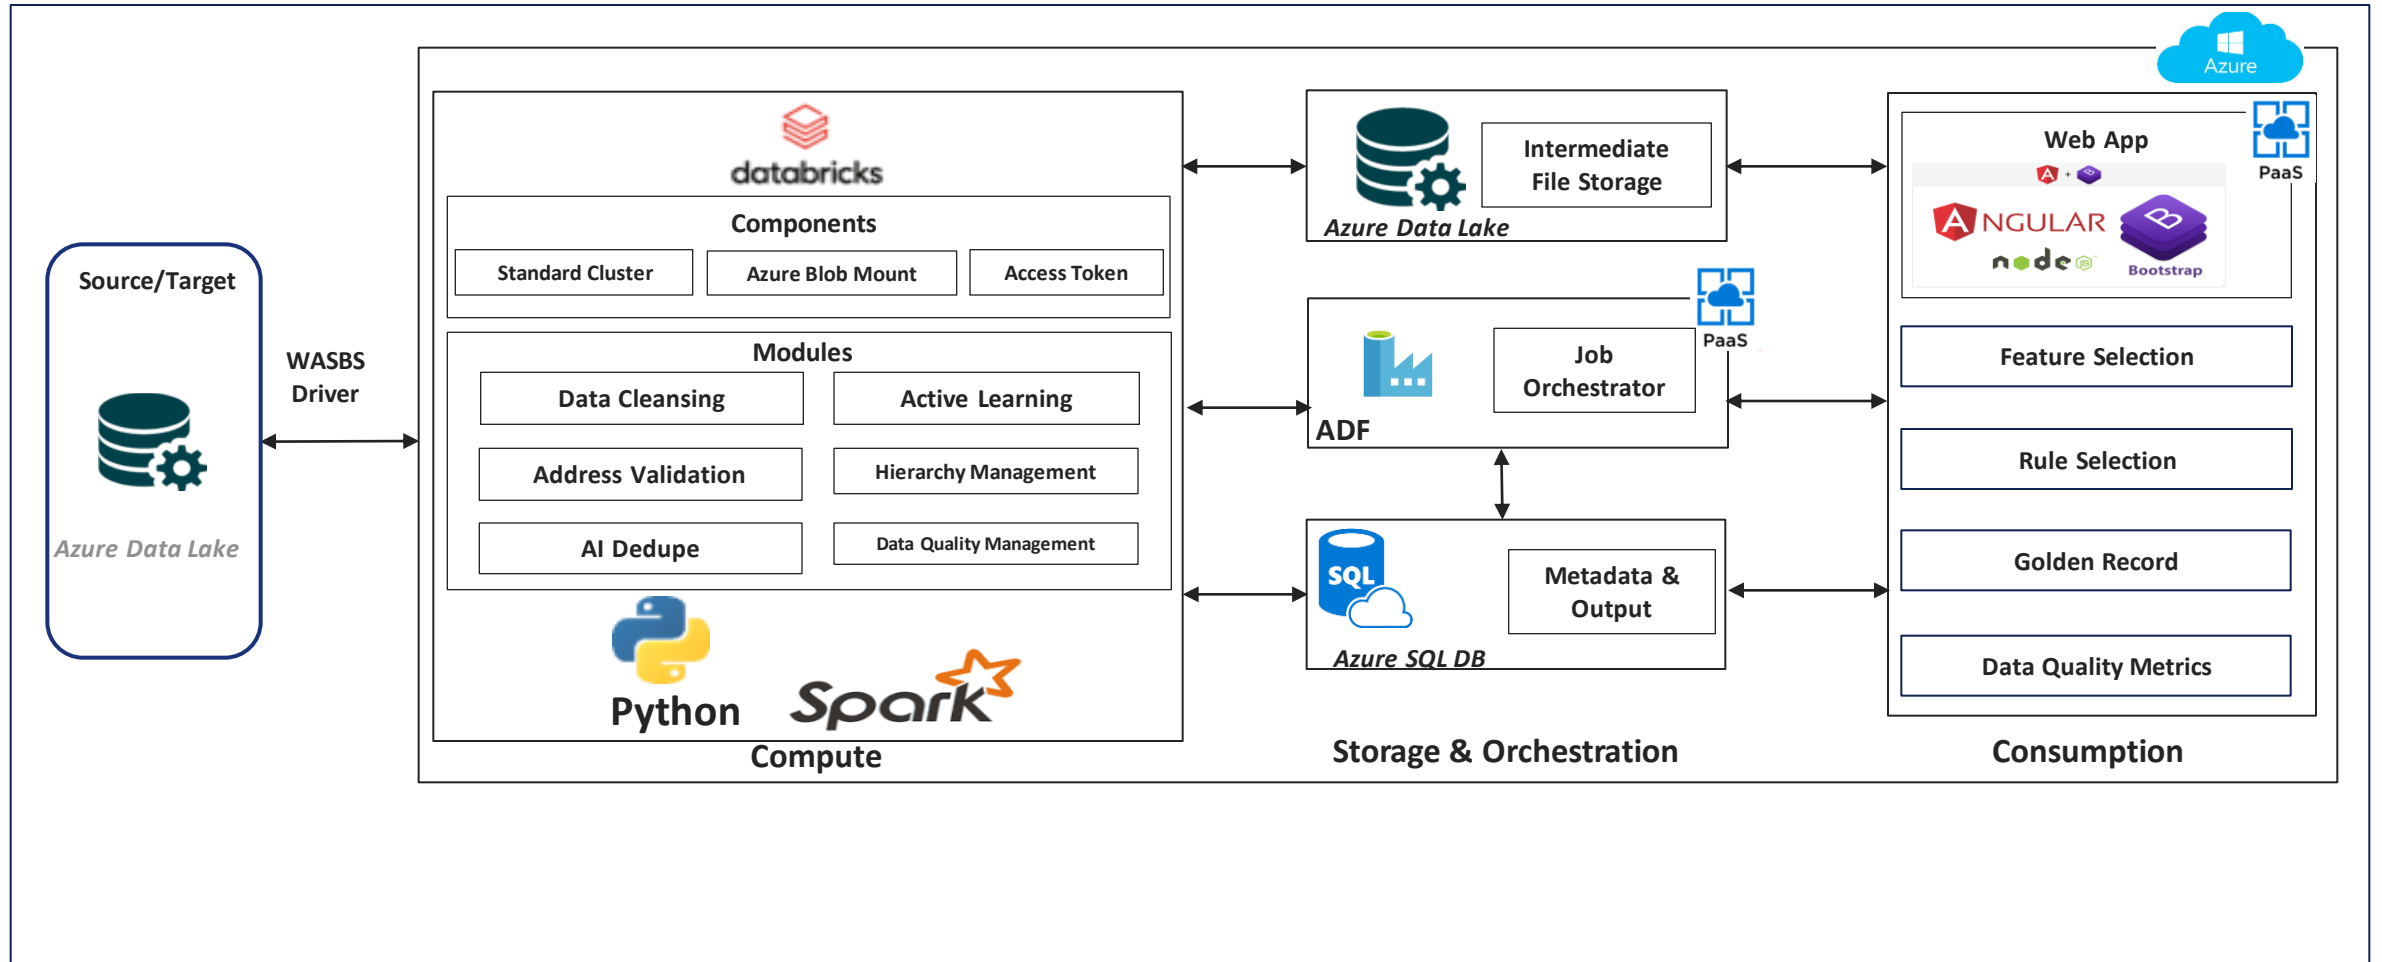 Azure
Source/Target
Azure Data Lake
WASBS
Driver
databricks
Components
Standard Cluster
Azure Blob Mount
Access Token
Modules
Data Cleansing
Active Learning
Address Validation
Hierarchy Management
AI Dedupe
Data Quality Management
Python
Spark
Compute
Intermediate
File Storage
Azure Data Lake
PaaS
Job
Orchestrator
ADF
SQL
Metadata &
Output
Azure SQL DB
Storage & Orchestration
Web App
PaaS
A + B
ANGULAR
node JS
B
Bootstrap
Feature Selection
Rule Selection
Golden Record
Data Quality Metrics
Consumption